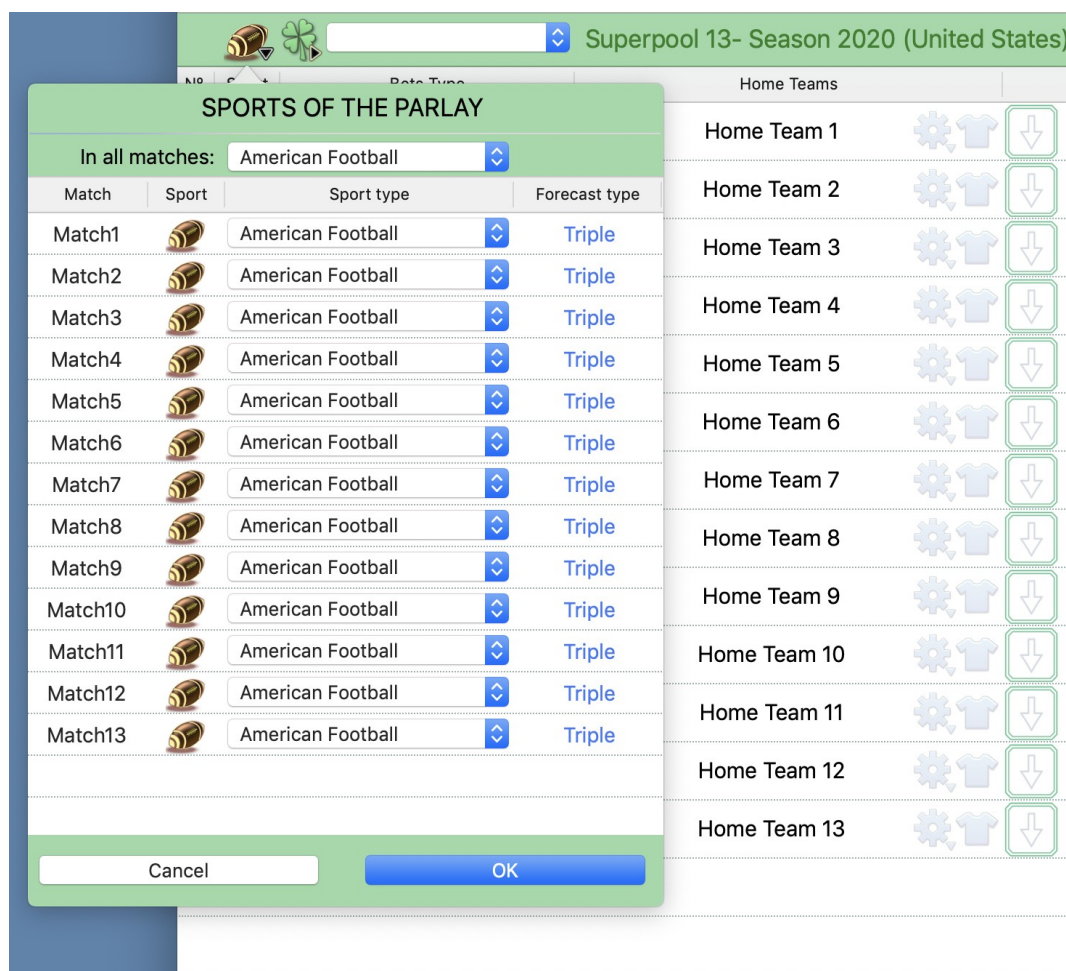 Superpool 13- Season 2020 (United States)
Home Teams
SPORTS OF THE PARLAY
In all matches: American Football
Match Sport Sport type Forecast type
Match1 American Football Triple
Match2 American Football Triple
Match3 American Football Triple
Match4 American Football Triple
Match5 American Football Triple
Match6 American Football Triple
Match7 American Football Triple
Match8 American Football Triple
Match9 American Football Triple
Match10 American Football Triple
Match11 American Football Triple
Match12 American Football Triple
Match13 American Football Triple
Cancel OK
Home Team 1
Home Team 2
Home Team 3
Home Team 4
Home Team 5
Home Team 6
Home Team 7
Home Team 8
Home Team 9
Home Team 10
Home Team 11
Home Team 12
Home Team 13